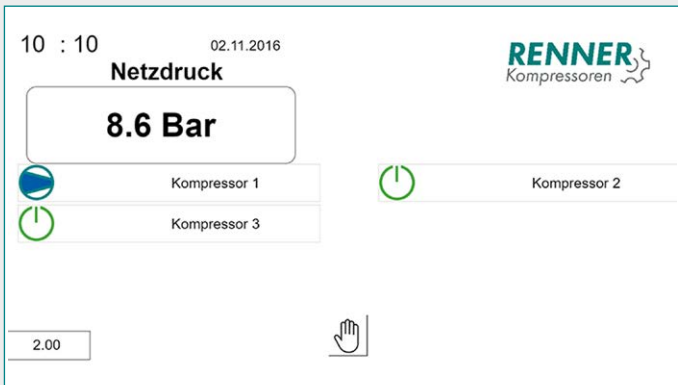 10 : 10
02.11.2016
RENNER
Kompressoren
Netzdruck
8.6 Bar
Kompressor 1
Kompressor 2
Kompressor 3
2.00